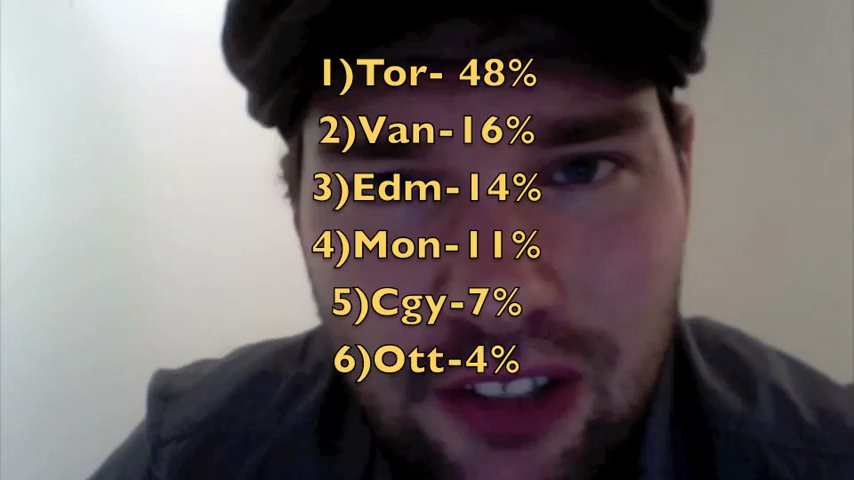 1)Tor- 48%
2)Van-16%
3)Edm-14%
4)Mon-11%
5)Cgy-7%
6)Ott-4%